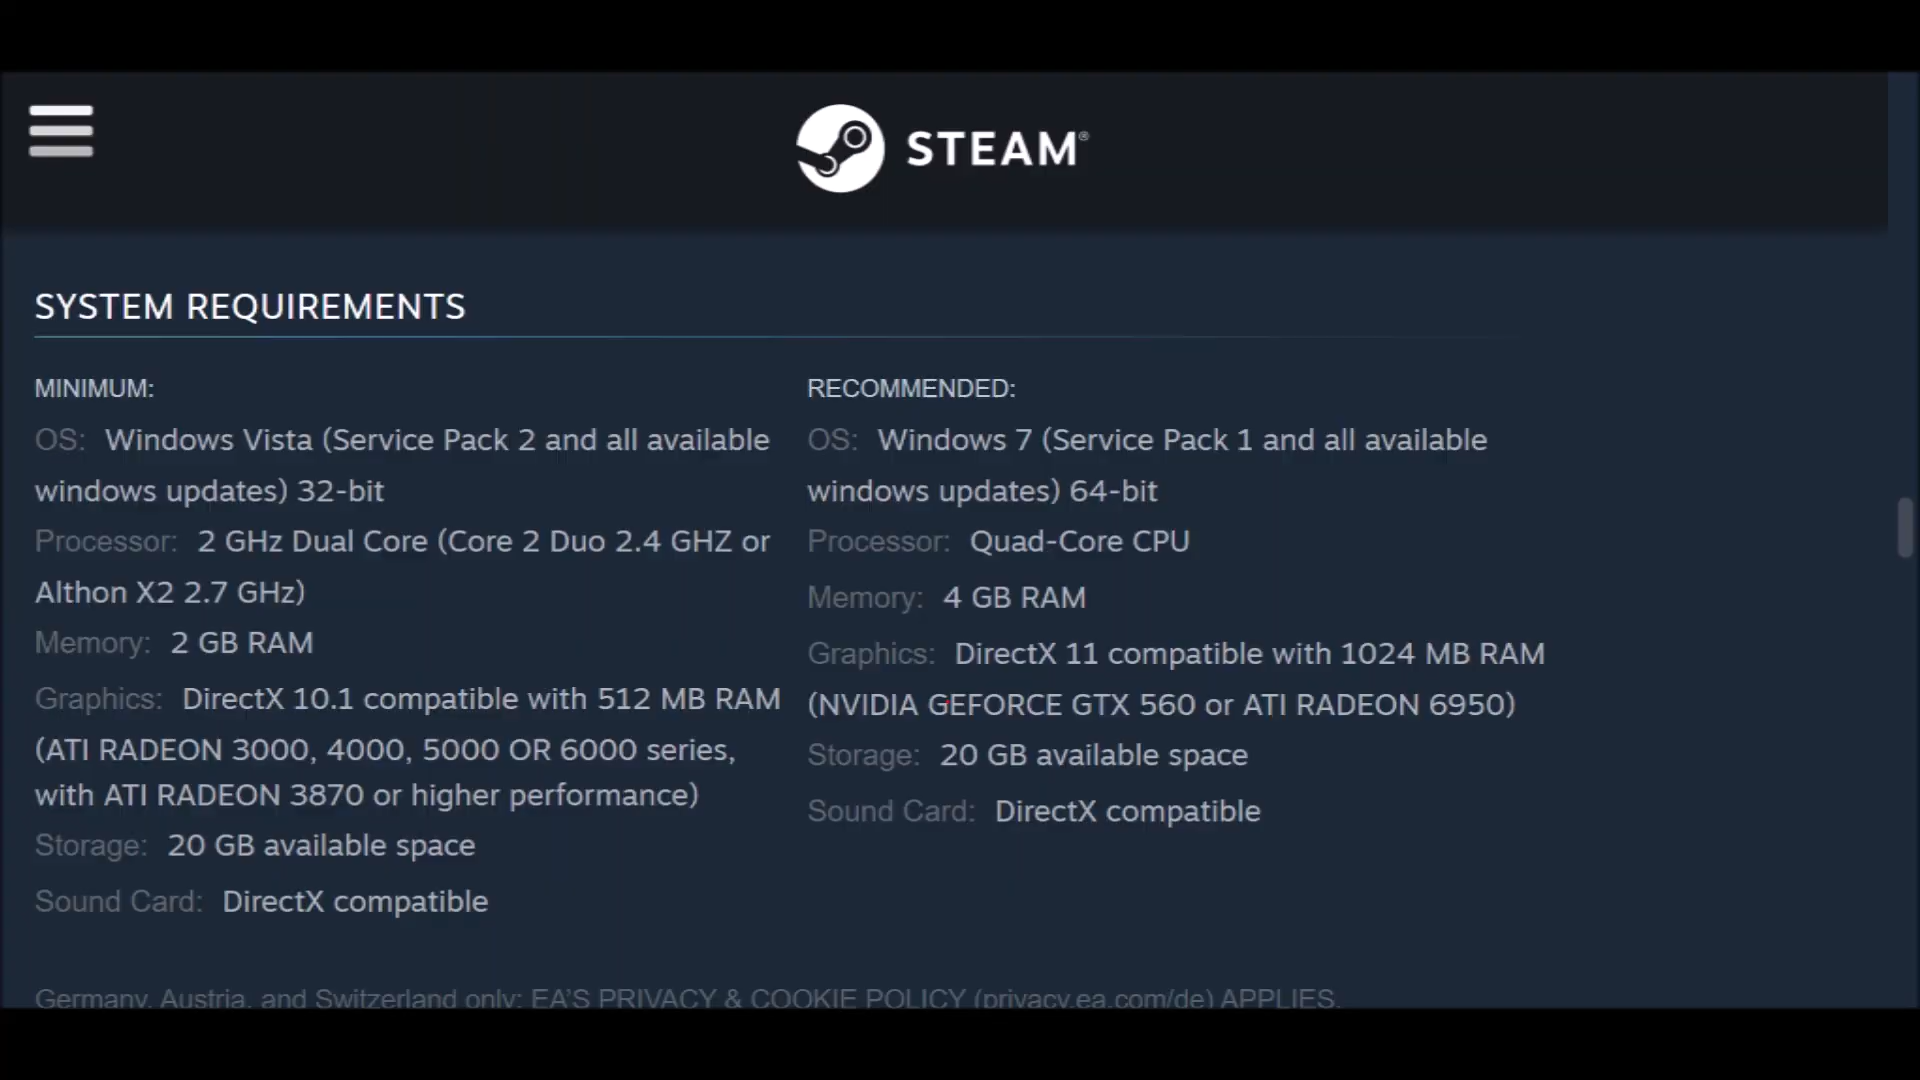 STEAM®
SYSTEM REQUIREMENTS
MINIMUM:
OS: Windows Vista (Service Pack 2 and all available
windows updates) 32-bit
Processor: 2 GHz Dual Core (Core 2 Duo 2.4 GHZ or
Althon X2 2.7 GHz)
Memory: 2 GB RAM
Graphics: DirectX 10.1 compatible with 512 MB RAM
(ATI RADEON 3000, 4000, 5000 OR 6000 series,
with ATI RADEON 3870 or higher performance)
Storage: 20 GB available space
Sound Card: DirectX compatible
RECOMMENDED:
OS: Windows 7 (Service Pack 1 and all available
windows updates) 64-bit
Processor: Quad-Core CPU
Memory: 4 GB RAM
Graphics: DirectX 11 compatible with 1024 MB RAM
(NVIDIA GEFORCE GTX 560 or ATI RADEON 6950)
Storage: 20 GB available space
Sound Card: DirectX compatible
Germany, Austria, and Switzerland only: EA'S PRIVACY & COOKIE POLICY (privacy.ea.com/de) APPLIES.